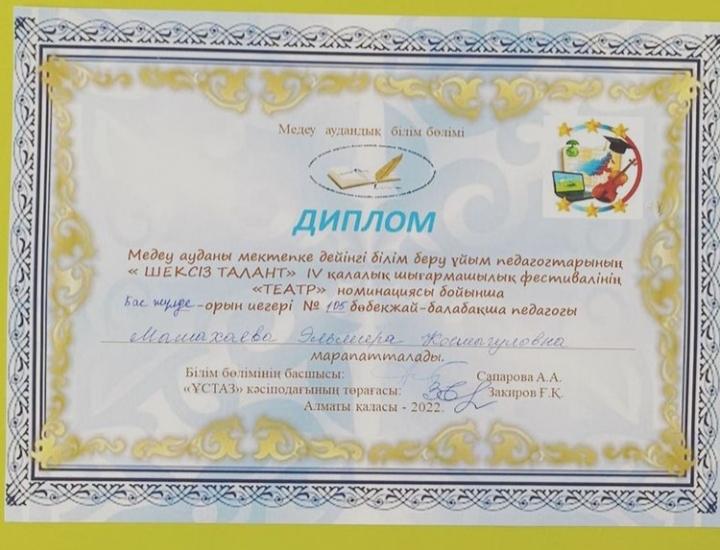 Медеу аудандық білім бөлімі
ДИПЛОМ
Медеу ауданы мектепке дейінгі білім беру ұйым педагогтарының
« ШЕКСІЗ ТАЛАНТ» IV қалалық шығармашылық фестивалінің
«ТЕАТР» номинациясы бойынша
Бас жүлде -орын иегері № 105 бөбекжай-балабақша педагогы
Эльмира
марапатталады.
Білім бөлімінің басшысы: Сапарова А.А.
«ҰСТАЗ» кәсіподағының төрағасы: Закиров Ғ.Қ.
Алматы қаласы - 2022.